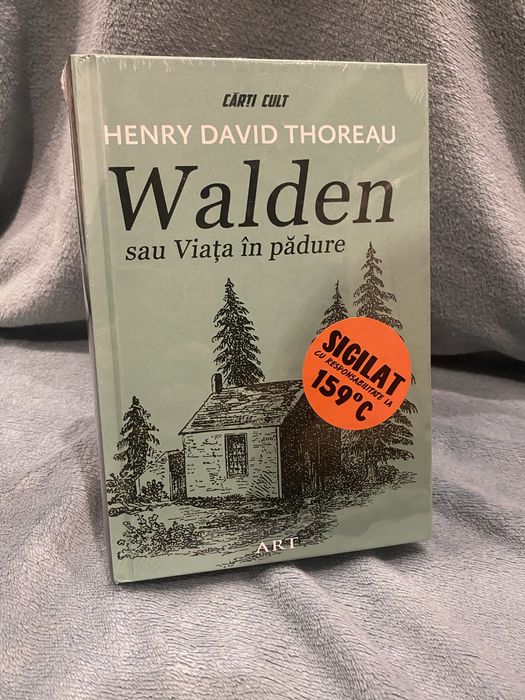 CĂRȚI CULT
HENRY DAVID THOREAU
Walden
sau Viața în pădure
SIGILAT
CU RESPONSABILITATE LA
159°C
ART